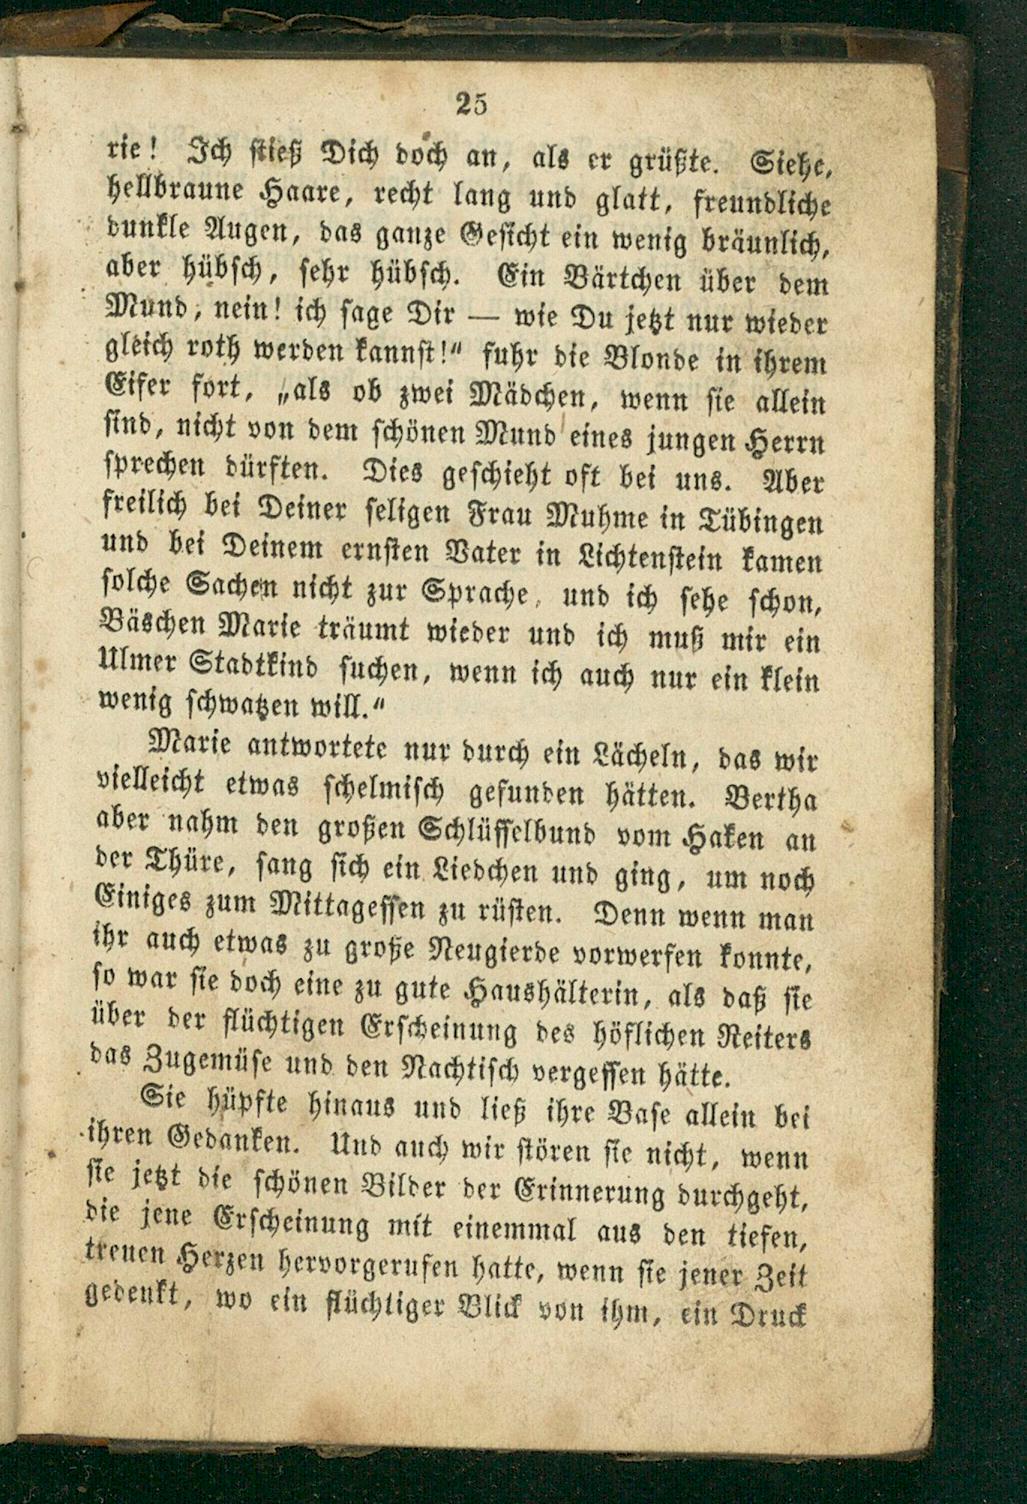 25
rie! Ich stieß Dich doch an, als er grüßte. Siehe,
hellbraune Haare, recht lang und glatt, freundliche
dunkle Augen, das ganze Gesicht ein wenig bräunlich,
aber hübsch, sehr hübsch. Ein Bärtchen über dem
Mund, nein! ich sage Dir — wie Du jetzt nur wieder
gleich roth werden kannst!“ fuhr die Blonde in ihrem
Eifer fort, „als ob zwei Mädchen, wenn sie allein
sind, nicht von dem schönen Mund eines jungen Herrn
sprechen dürften. Dies geschieht oft bei uns. Aber
freilich bei Deiner seligen Frau Muhme in Tübingen
und bei Deinem ernsten Vater in Lichtenstein kamen
solche Sachen nicht zur Sprache, und ich sehe schon,
Bäschen Marie träumt wieder und ich muß mir ein
Ulmer Stadtkind suchen, wenn ich auch nur ein klein
wenig schwatzen will.“
Marie antwortete nur durch ein Lächeln, das wir
vielleicht etwas schelmisch gefunden hätten. Bertha
aber nahm den großen Schlüsselbund vom Haken an
der Thüre, sang sich ein Liedchen und ging, um noch
Einiges zum Mittagessen zu rüsten. Denn wenn man
ihr auch etwas zu große Neugierde vorwerfen konnte,
so war sie doch eine zu gute Haushälterin, als daß sie
über der flüchtigen Erscheinung des höflichen Reiters
das Zugemüse und den Nachtisch vergessen hätte.
Sie hüpfte hinaus und ließ ihre Base allein bei
ihren Gedanken. Und auch wir stören sie nicht, wenn
sie jetzt die schönen Bilder der Erinnerung durchgeht,
die jene Erscheinung mit einemmal aus den tiefen,
treuen Herzen hervorgerufen hatte, wenn sie jener Zeit
gedenkt, wo ein flüchtiger Blick von ihm, ein Druck